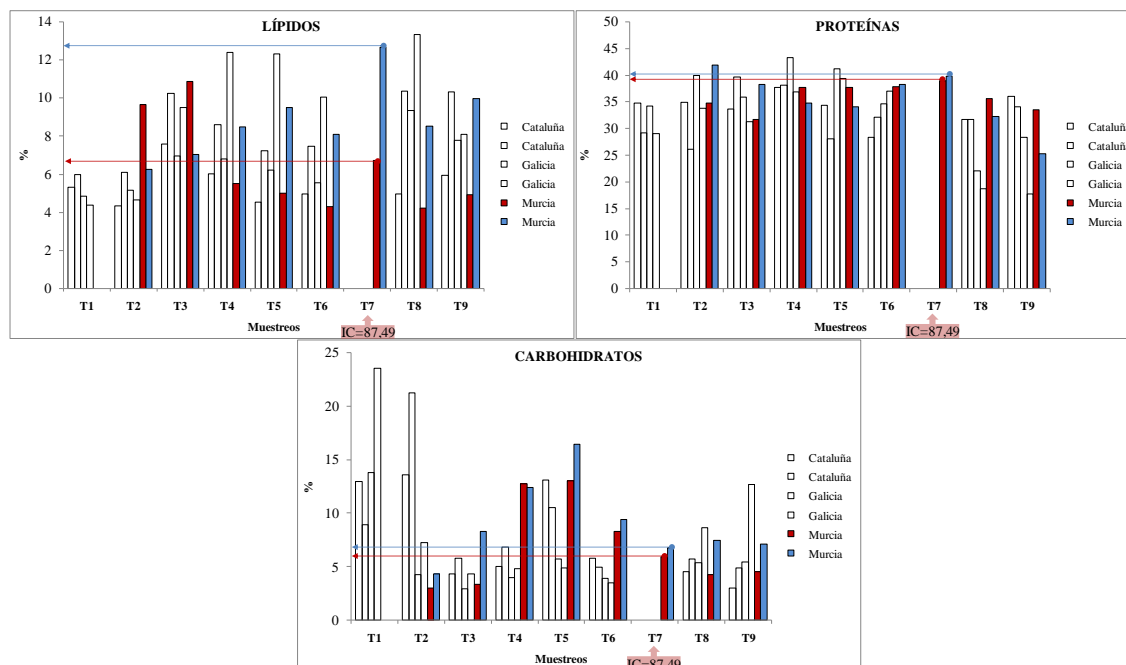 LÍPIDOS
14
12
10
8
6
4
2
0
%
T1 T2 T3 T4 T5 T6 T7 T8 T9
Muestreos
IC=87,49
Cataluña
Cataluña
Galicia
Galicia
Murcia
Murcia
PROTEÍNAS
50
45
40
35
30
25
20
15
10
5
0
%
T1 T2 T3 T4 T5 T6 T7 T8 T9
Muestreos
IC=87,49
Cataluña
Cataluña
Galicia
Galicia
Murcia
Murcia
CARBOHIDRATOS
25
20
15
10
5
0
%
T1 T2 T3 T4 T5 T6 T7 T8 T9
Muestreos
IC=87,49
Cataluña
Cataluña
Galicia
Galicia
Murcia
Murcia